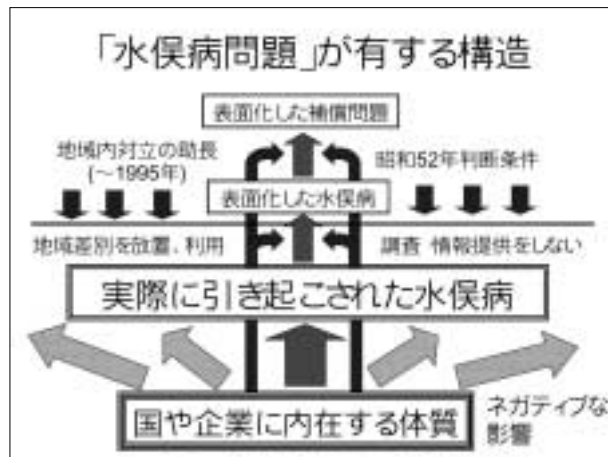 「水俣病問題」が有する構造
表面化した補償問題
地域内対立の助長
(～1995年)
昭和52年判断条件
表面化した水俣病
地域差別を放置、利用
調査 情報提供をしない
実際に引き起こされた水俣病
国や企業に内在する体質
ネガティブな
影響